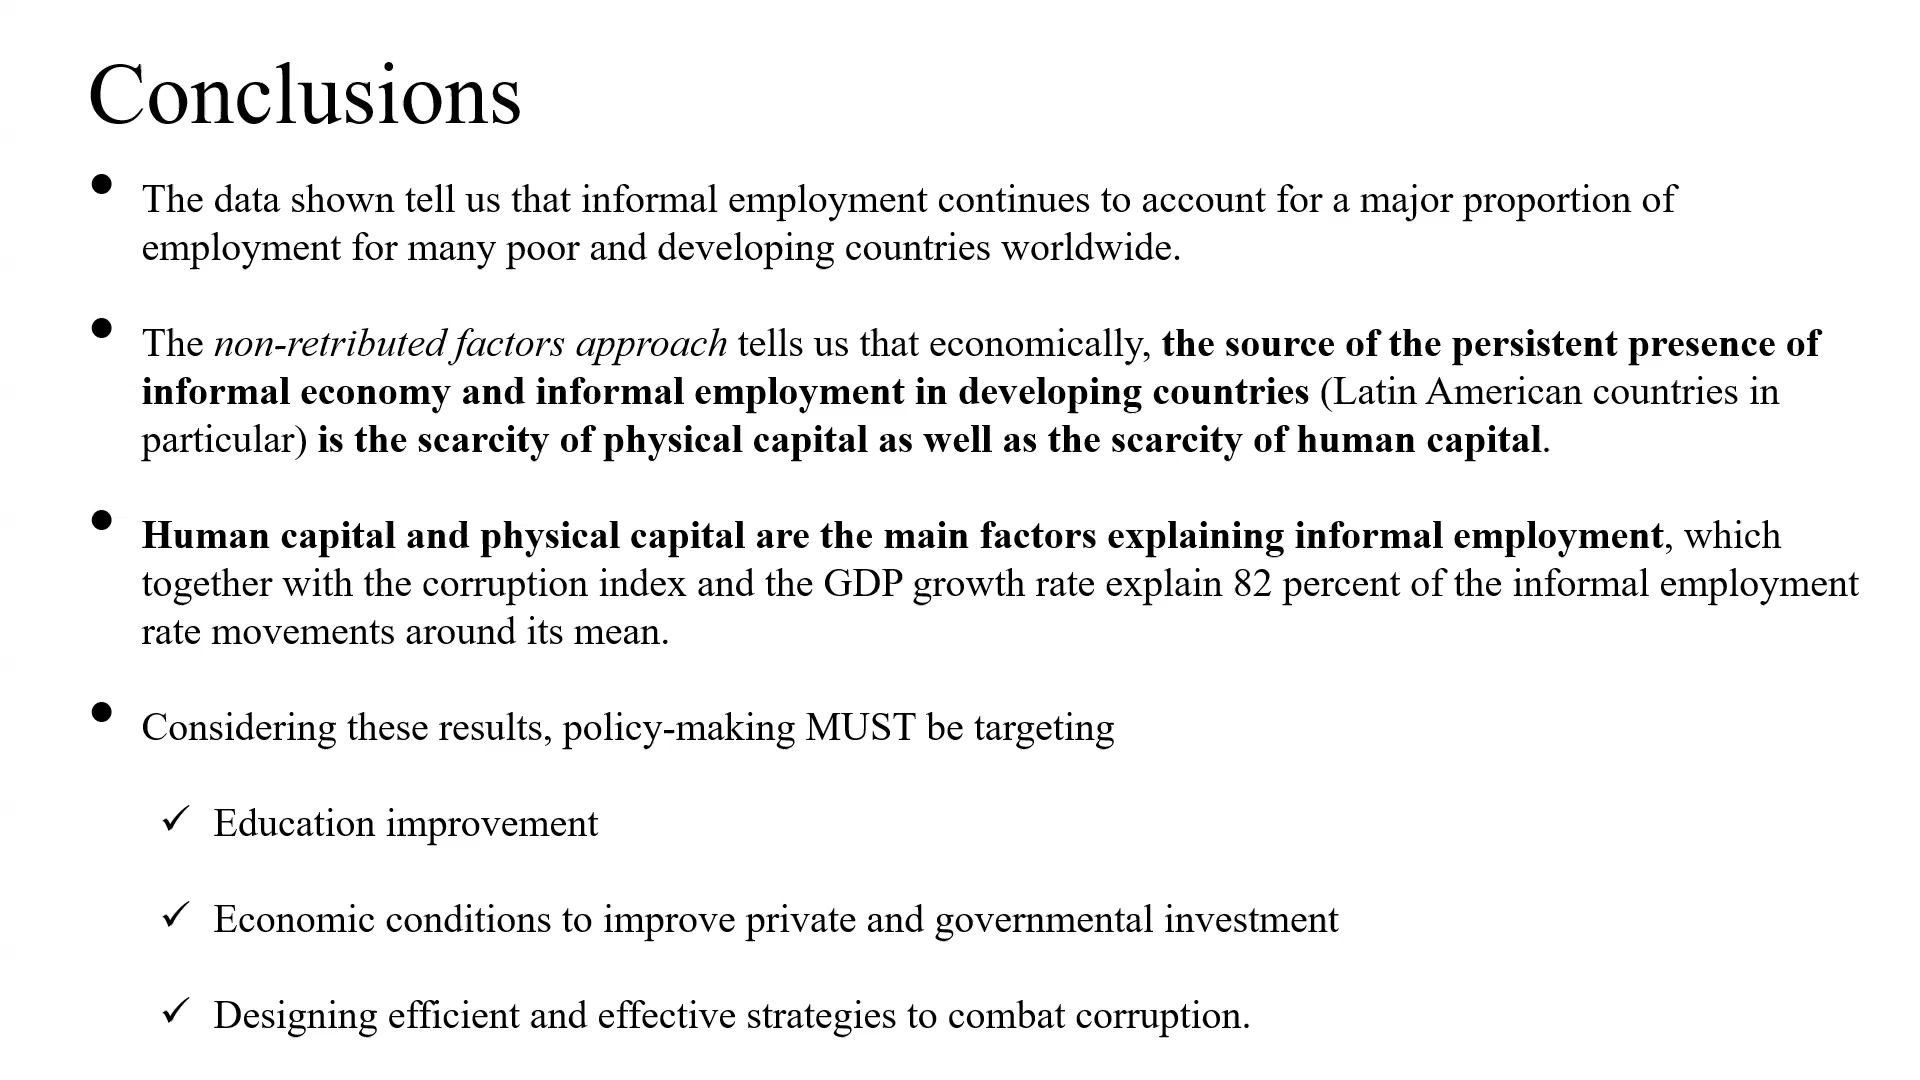 Conclusions
• The data shown tell us that informal employment continues to account for a major proportion of
employment for many poor and developing countries worldwide.
• The non-retributed factors approach tells us that economically, the source of the persistent presence of
informal economy and informal employment in developing countries (Latin American countries in
particular) is the scarcity of physical capital as well as the scarcity of human capital.
• Human capital and physical capital are the main factors explaining informal employment, which
together with the corruption index and the GDP growth rate explain 82 percent of the informal employment
rate movements around its mean.
• Considering these results, policy-making MUST be targeting
✓ Education improvement
✓ Economic conditions to improve private and governmental investment
✓ Designing efficient and effective strategies to combat corruption.